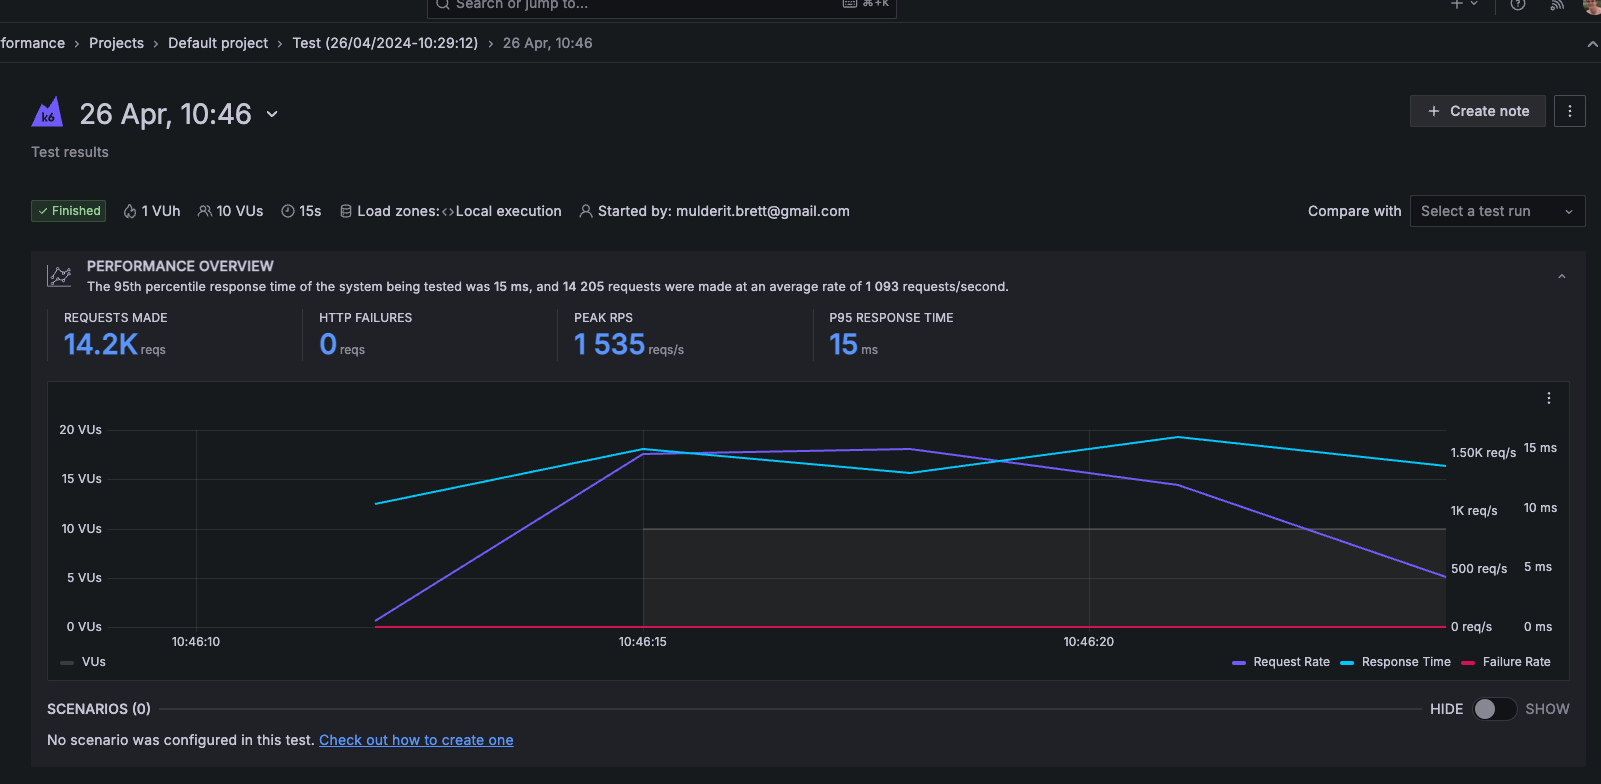 Search or jump to... ⌘+K
formance › Projects › Default project › Test (26/04/2024-10:29:12) › 26 Apr, 10:46
k6 26 Apr, 10:46
+ Create note
Test results
Finished 1 VUh 10 VUs 15s Load zones: <> Local execution Started by: mulderit.brett@gmail.com
Compare with Select a test run
PERFORMANCE OVERVIEW
The 95th percentile response time of the system being tested was 15 ms, and 14 205 requests were made at an average rate of 1 093 requests/second.
REQUESTS MADE
14.2K reqs
HTTP FAILURES
0 reqs
PEAK RPS
1 535 reqs/s
P95 RESPONSE TIME
15 ms
20 VUs
15 VUs
10 VUs
5 VUs
0 VUs
1.50K req/s 15 ms
1K req/s 10 ms
500 req/s 5 ms
0 req/s 0 ms
10:46:10 10:46:15 10:46:20
VUs
Request Rate Response Time Failure Rate
SCENARIOS (0)
HIDE SHOW
No scenario was configured in this test. Check out how to create one